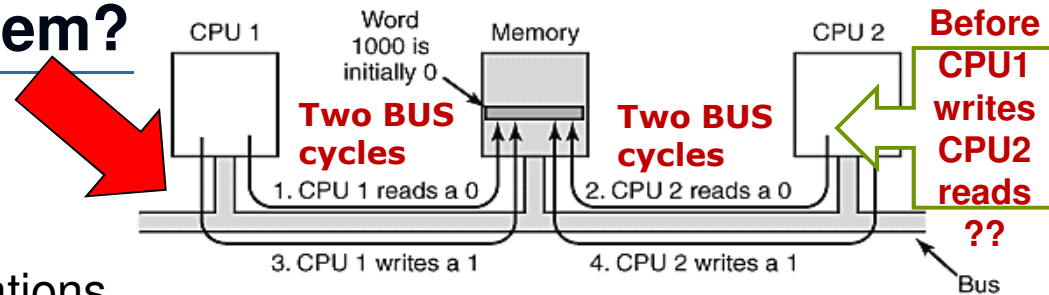 em?
CPU 1
Word
1000 is
initially 0
Memory
CPU 2
Before
CPU1
writes
CPU2
reads
??
Two BUS
cycles
Two BUS
cycles
1. CPU 1 reads a 0
2. CPU 2 reads a 0
3. CPU 1 writes a 1
4. CPU 2 writes a 1
Bus